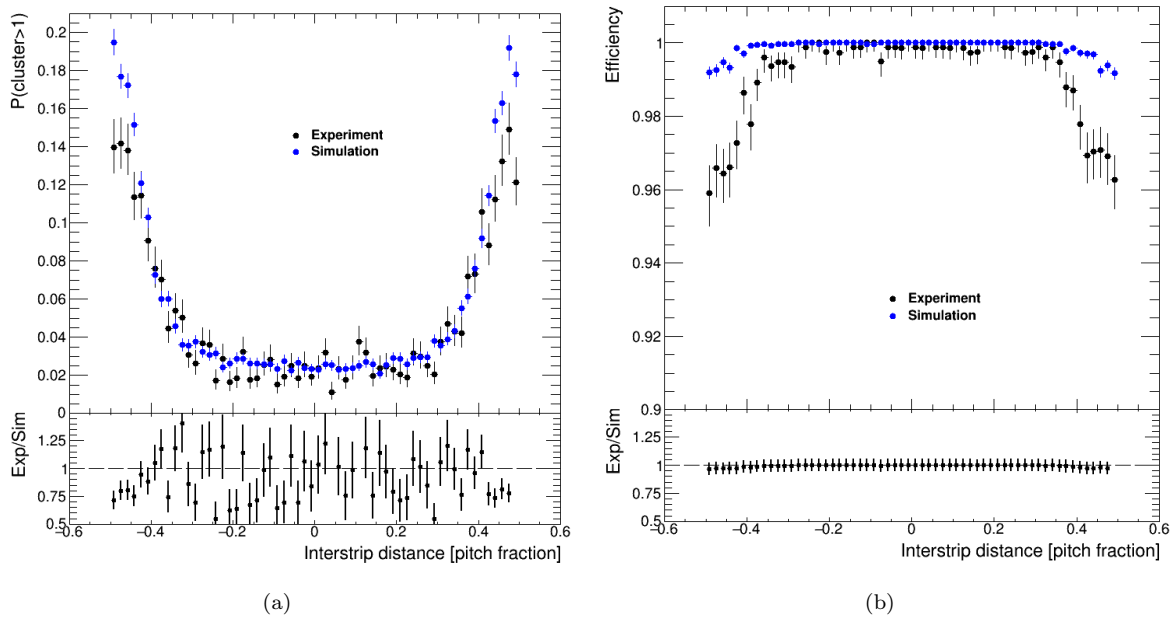 P(cluster>1)
0.2
0.18
0.16
0.14
0.12
0.1
0.08
0.06
0.04
0.02
0
Experiment
Simulation
Exp/Sim
1.25
1
0.75
0.5
−0.6 −0.4 −0.2 0 0.2 0.4 0.6
Interstrip distance [pitch fraction]
(a)
Efficiency
1
0.98
0.96
0.94
0.92
0.9
Experiment
Simulation
Exp/Sim
1.25
1
0.75
0.5
−0.6 −0.4 −0.2 0 0.2 0.4 0.6
Interstrip distance [pitch fraction]
(b)